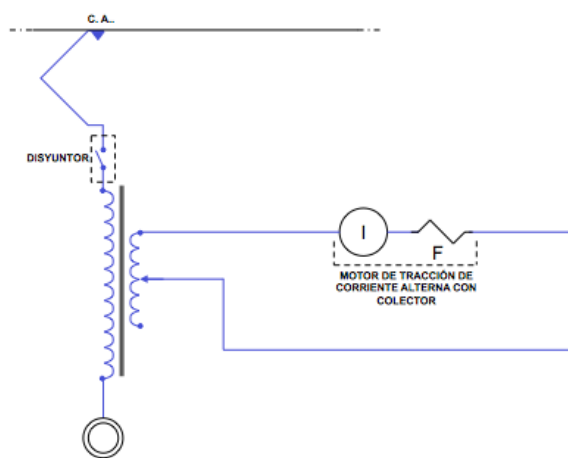 C. A..
DISYUNTOR
I
F
MOTOR DE TRACCIÓN DE
CORRIENTE ALTERNA CON
COLECTOR